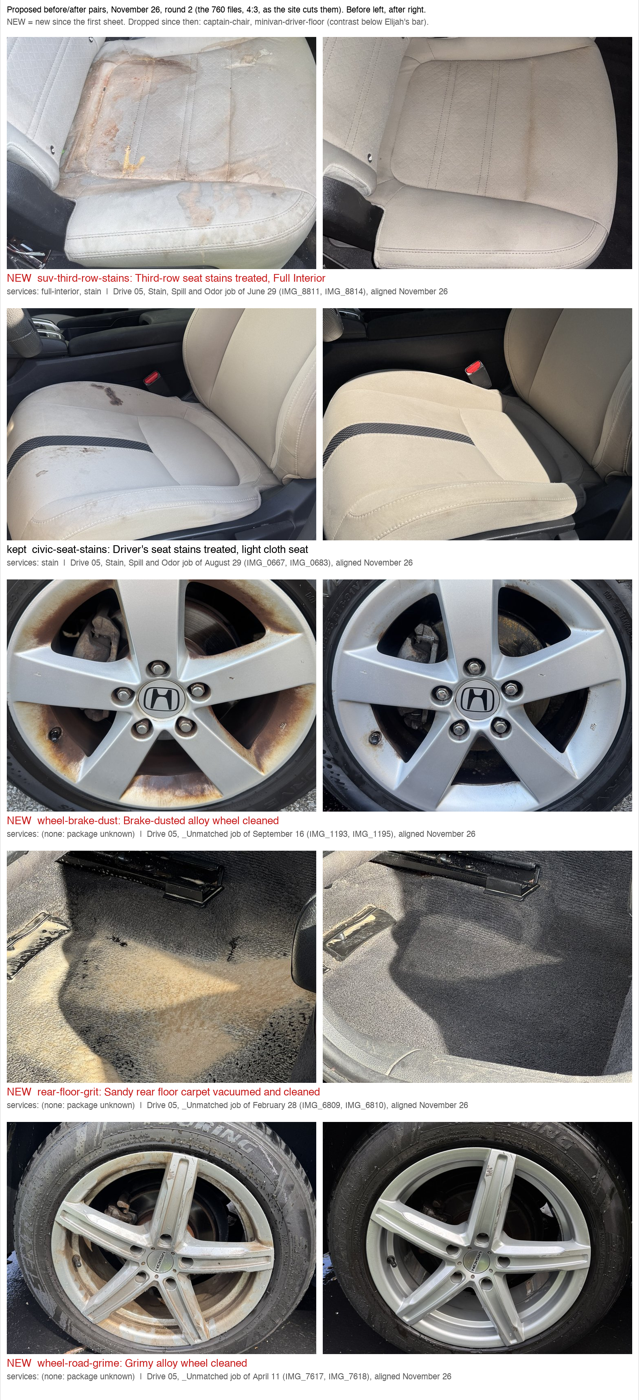 Proposed before/after pairs, November 26, round 2 (the 760 files, 4:3, as the site cuts them). Before left, after right.
NEW = new since the first sheet. Dropped since then: captain-chair, minivan-driver-floor (contrast below Elijah's bar).
NEW suv-third-row-stains: Third-row seat stains treated, Full Interior
services: full-interior, stain | Drive 05, Stain, Spill and Odor job of June 29 (IMG_8811, IMG_8814), aligned November 26
kept civic-seat-stains: Driver's seat stains treated, light cloth seat
services: stain | Drive 05, Stain, Spill and Odor job of August 29 (IMG_0667, IMG_0683), aligned November 26
NEW wheel-brake-dust: Brake-dusted alloy wheel cleaned
services: (none: package unknown) | Drive 05, _Unmatched job of September 16 (IMG_1193, IMG_1195), aligned November 26
NEW rear-floor-grit: Sandy rear floor carpet vacuumed and cleaned
services: (none: package unknown) | Drive 05, _Unmatched job of February 28 (IMG_6809, IMG_6810), aligned November 26
NEW wheel-road-grime: Grimy alloy wheel cleaned
services: (none: package unknown) | Drive 05, _Unmatched job of April 11 (IMG_7617, IMG_7618), aligned November 26